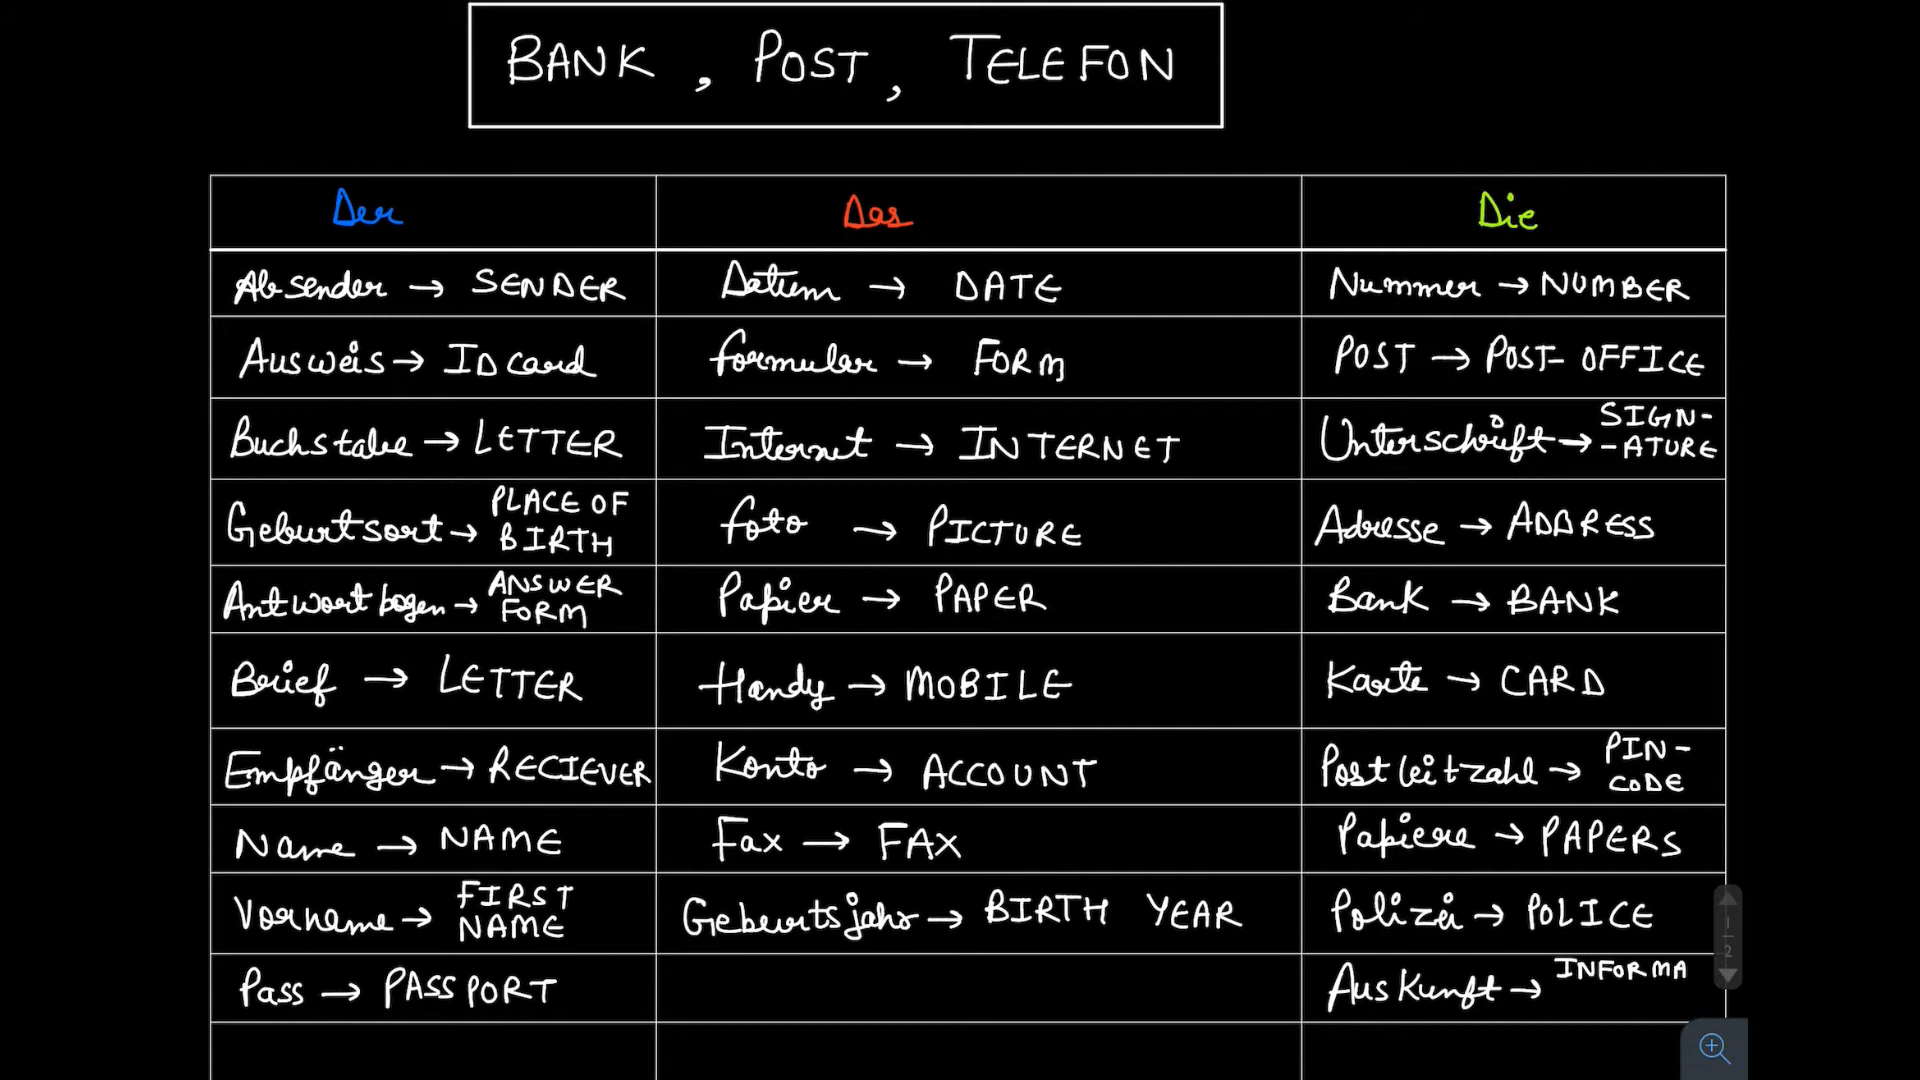 BANK, POST, TELEFON
Der Das Die
Absender → SENDER Datum → DATE Nummer → NUMBER
Ausweis → ID card formular → FORM POST → POST-OFFICE
Buchstabe → LETTER Internet → INTERNET Unterschrift → SIGN-
-ATURE
Geburtsort → PLACE OF
BIRTH foto → PICTURE Adresse → ADDRESS
Antwortbogen → ANSWER
FORM Papier → PAPER Bank → BANK
Brief → LETTER Handy → MOBILE Karte → CARD
Empfänger → RECIEVER Konto → ACCOUNT Postleitzahl → PIN-
CODE
Name → NAME Fax → FAX Papiere → PAPERS
Vorname → FIRST
NAME Geburtsjahr → BIRTH YEAR Polizei → POLICE
Pass → PASSPORT Auskunft → INFORMA
1
2